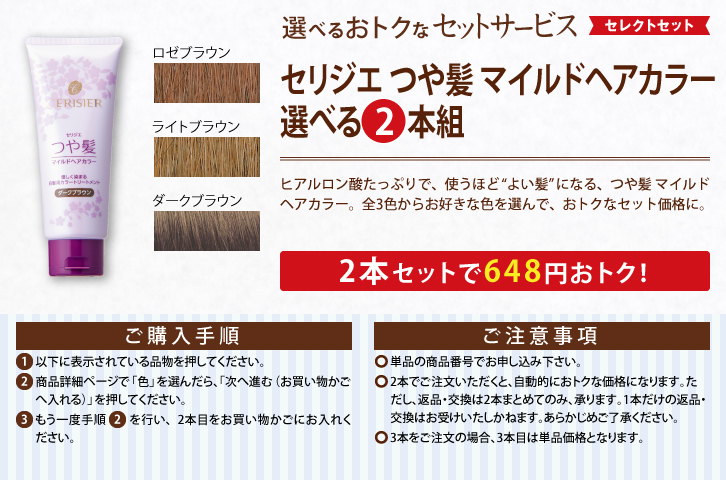 選べるおトクなセットサービス
セレクトセット
セリジエ つや髪 マイルドヘアカラー
選べる2本組
ロゼブラウン
ライトブラウン
ダークブラウン
ERISIER
セリジエ
つや髪
マイルドヘアカラー
優しく染まる
ダークブラウン
ヒアルロン酸たっぷりで、使うほど“よい髪”になる、つや髪 マイルド
ヘアカラー。全3色からお好きな色を選んで、おトクなセット価格に。
2本セットで648円おトク!
ご購入手順
1 以下に表示されている品物を押してください。
2 商品詳細ページで「色」を選んだら、「次へ進む(お買い物かご
へ入れる)」を押してください。
3 もう一度手順 2 を行い、2本目をお買い物かごにお入れく
ださい。
ご注意事項
単品の商品番号でお申し込み下さい。
2本でご注文いただくと、自動的におトクな価格になります。た
だし、返品・交換は2本まとめてのみ、承ります。1本だけの返品・
交換はお受けいたしかねます。あらかじめご了承ください。
3本をご注文の場合、3本目は単品価格となります。